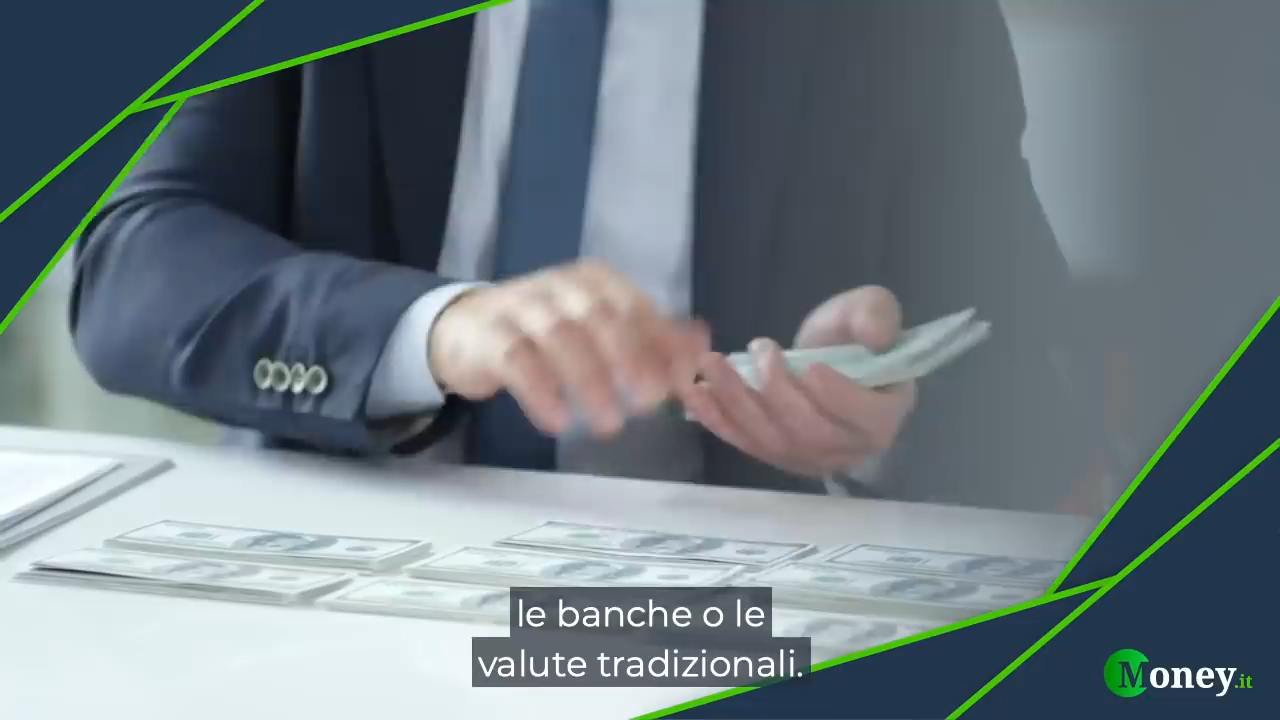 le banche o le
valute tradizionali.
Money.it